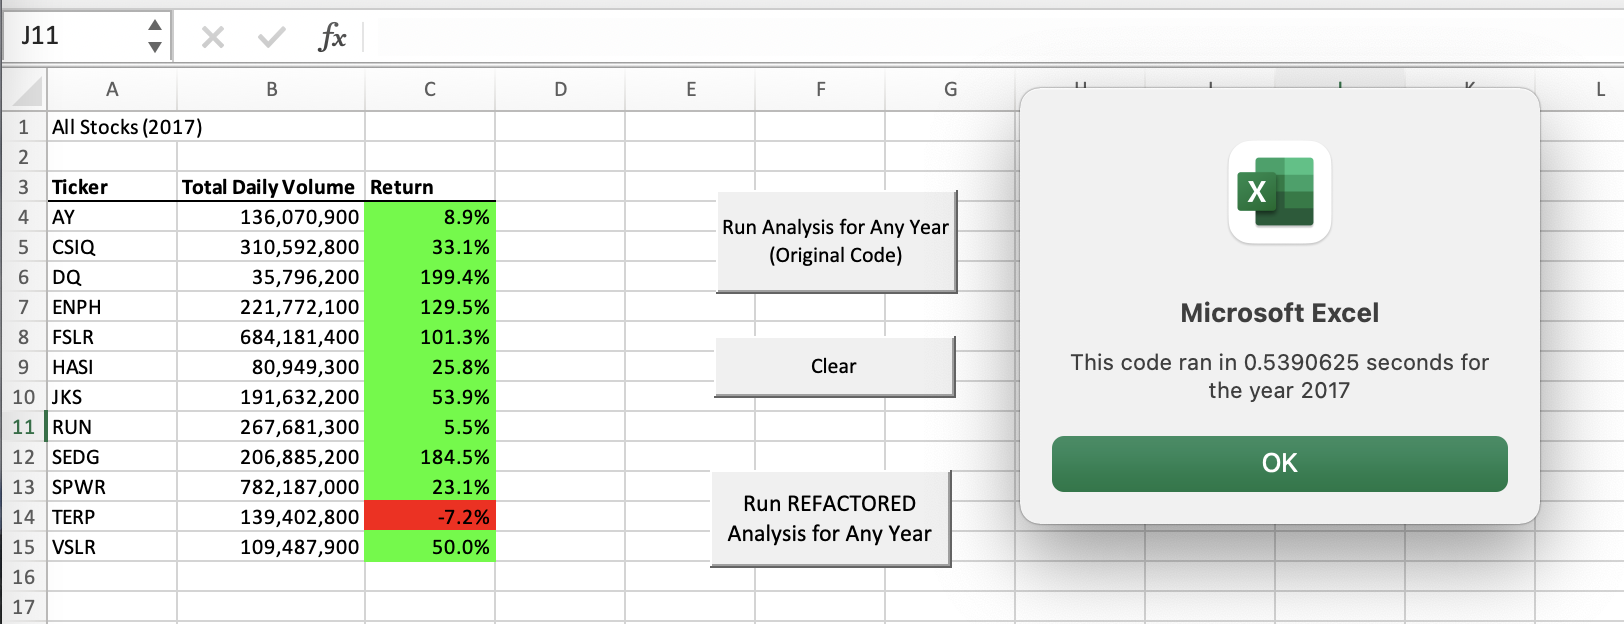 J11 fx
A B C D E F G L
1 All Stocks (2017)
2
3 Ticker Total Daily Volume Return
4 AY 136,070,900 8.9%
5 CSIQ 310,592,800 33.1%
6 DQ 35,796,200 199.4%
7 ENPH 221,772,100 129.5%
8 FSLR 684,181,400 101.3%
9 HASI 80,949,300 25.8%
10 JKS 191,632,200 53.9%
11 RUN 267,681,300 5.5%
12 SEDG 206,885,200 184.5%
13 SPWR 782,187,000 23.1%
14 TERP 139,402,800 -7.2%
15 VSLR 109,487,900 50.0%
16
17
Run Analysis for Any Year
(Original Code)
Clear
Run REFACTORED
Analysis for Any Year
X
Microsoft Excel
This code ran in 0.5390625 seconds for
the year 2017
OK